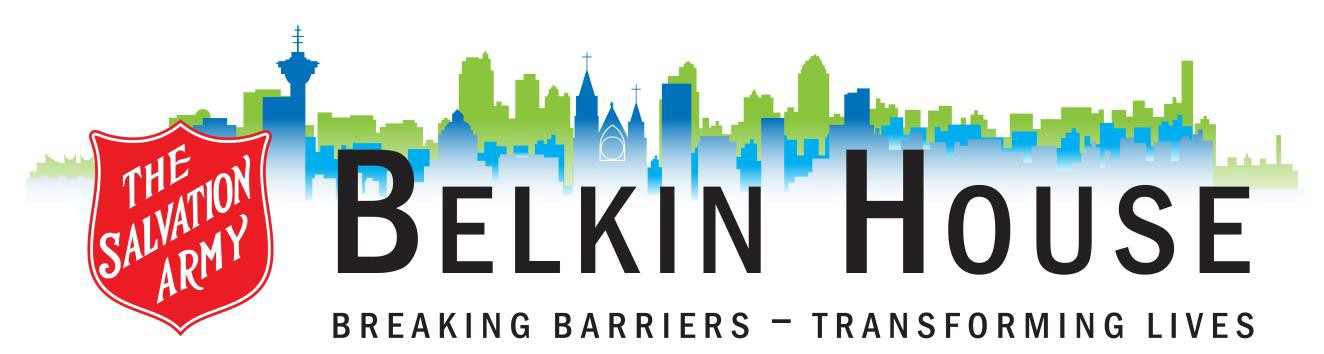 THE
SALVATION
ARMY
BELKIN HOUSE
BREAKING BARRIERS – TRANSFORMING LIVES